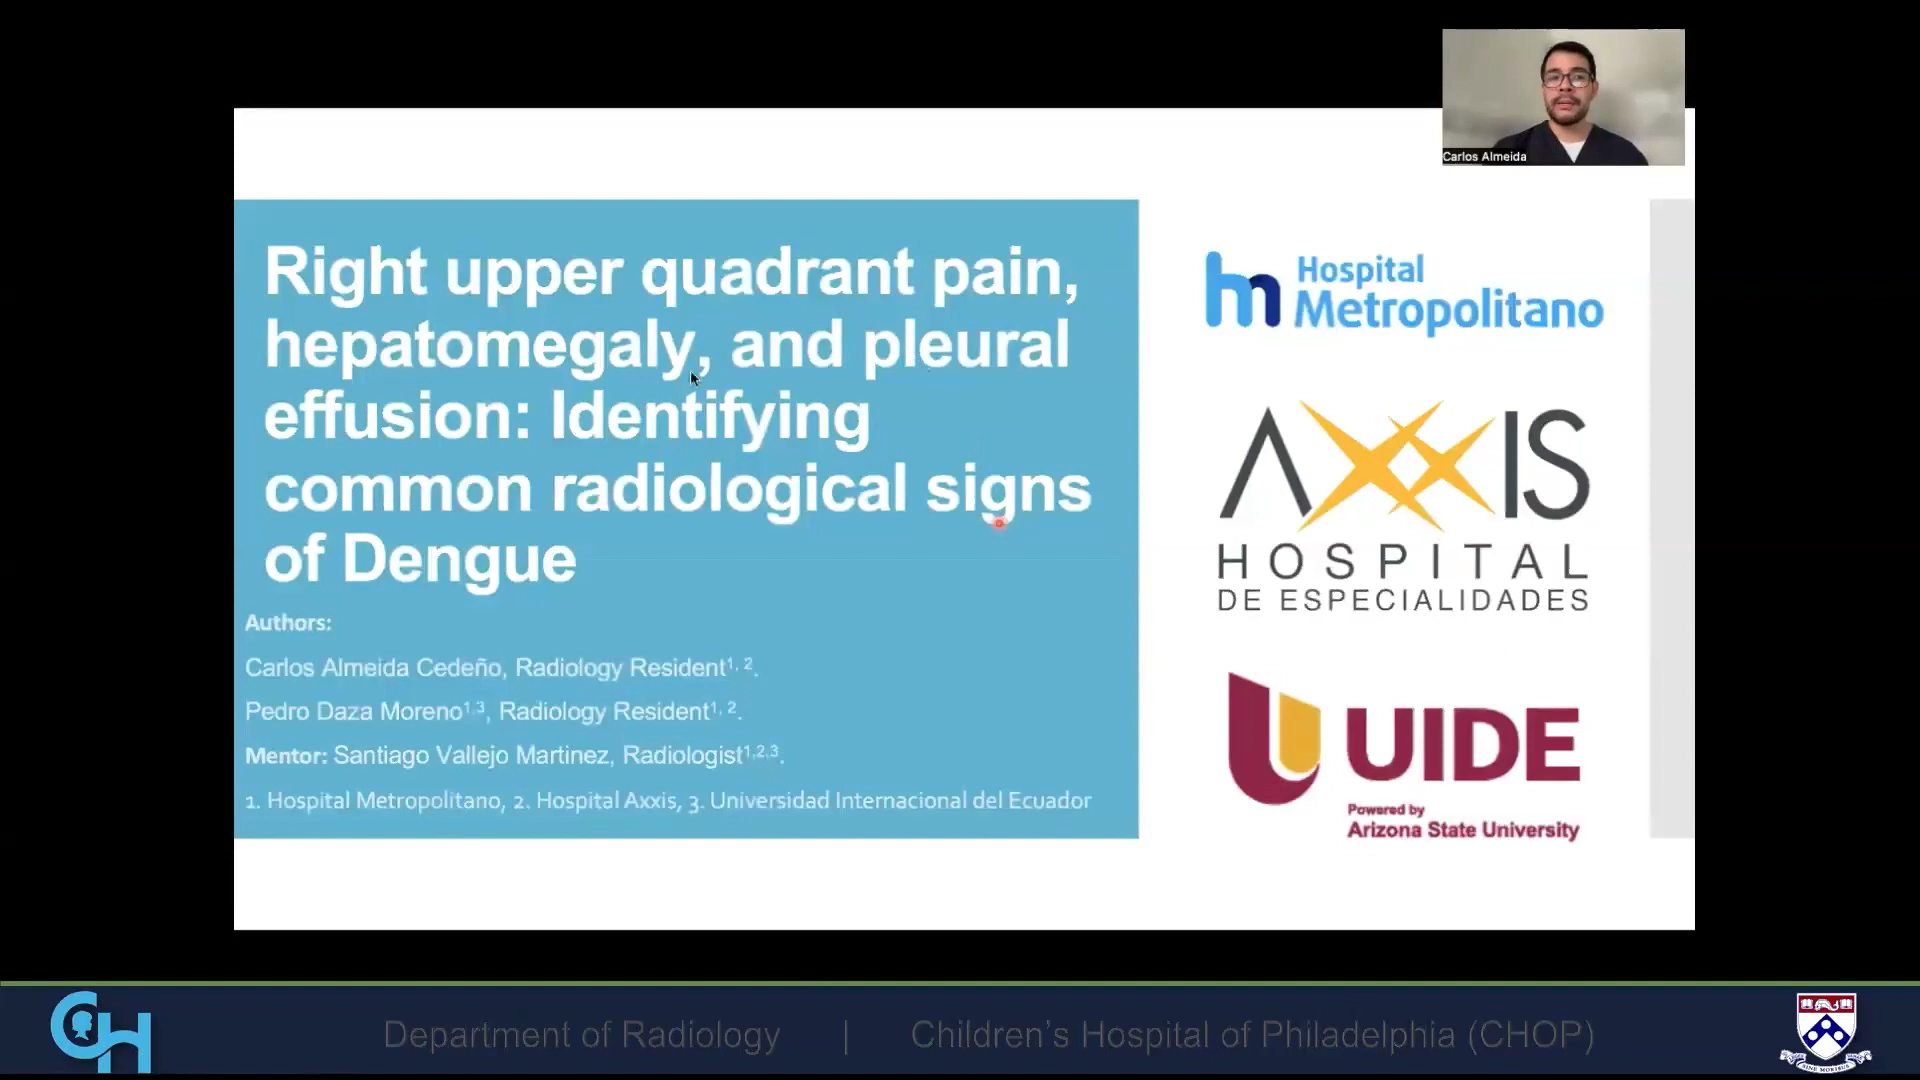 Carlos Almeida
Right upper quadrant pain,
hepatomegaly, and pleural
effusion: Identifying
common radiological signs
of Dengue
Authors:
Carlos Almeida Cedeño, Radiology Resident¹, ².
Pedro Daza Moreno¹,³, Radiology Resident¹, ².
Mentor: Santiago Vallejo Martinez, Radiologist¹,²,³.
1. Hospital Metropolitano, 2. Hospital Axxis, 3. Universidad Internacional del Ecuador
hm Hospital
Metropolitano
AXXIS
HOSPITAL
DE ESPECIALIDADES
UIDE
Powered by
Arizona State University
CH
Department of Radiology | Children's Hospital of Philadelphia (CHOP)